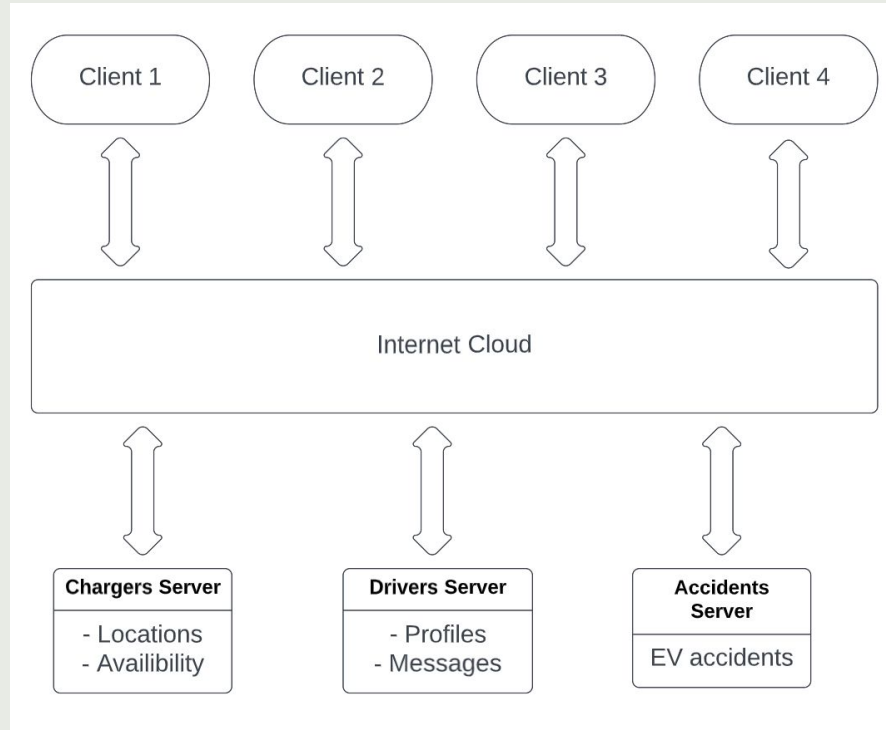 Client 1
Client 2
Client 3
Client 4
Internet Cloud
Chargers Server
- Locations
- Availibility
Drivers Server
- Profiles
- Messages
Accidents
Server
EV accidents